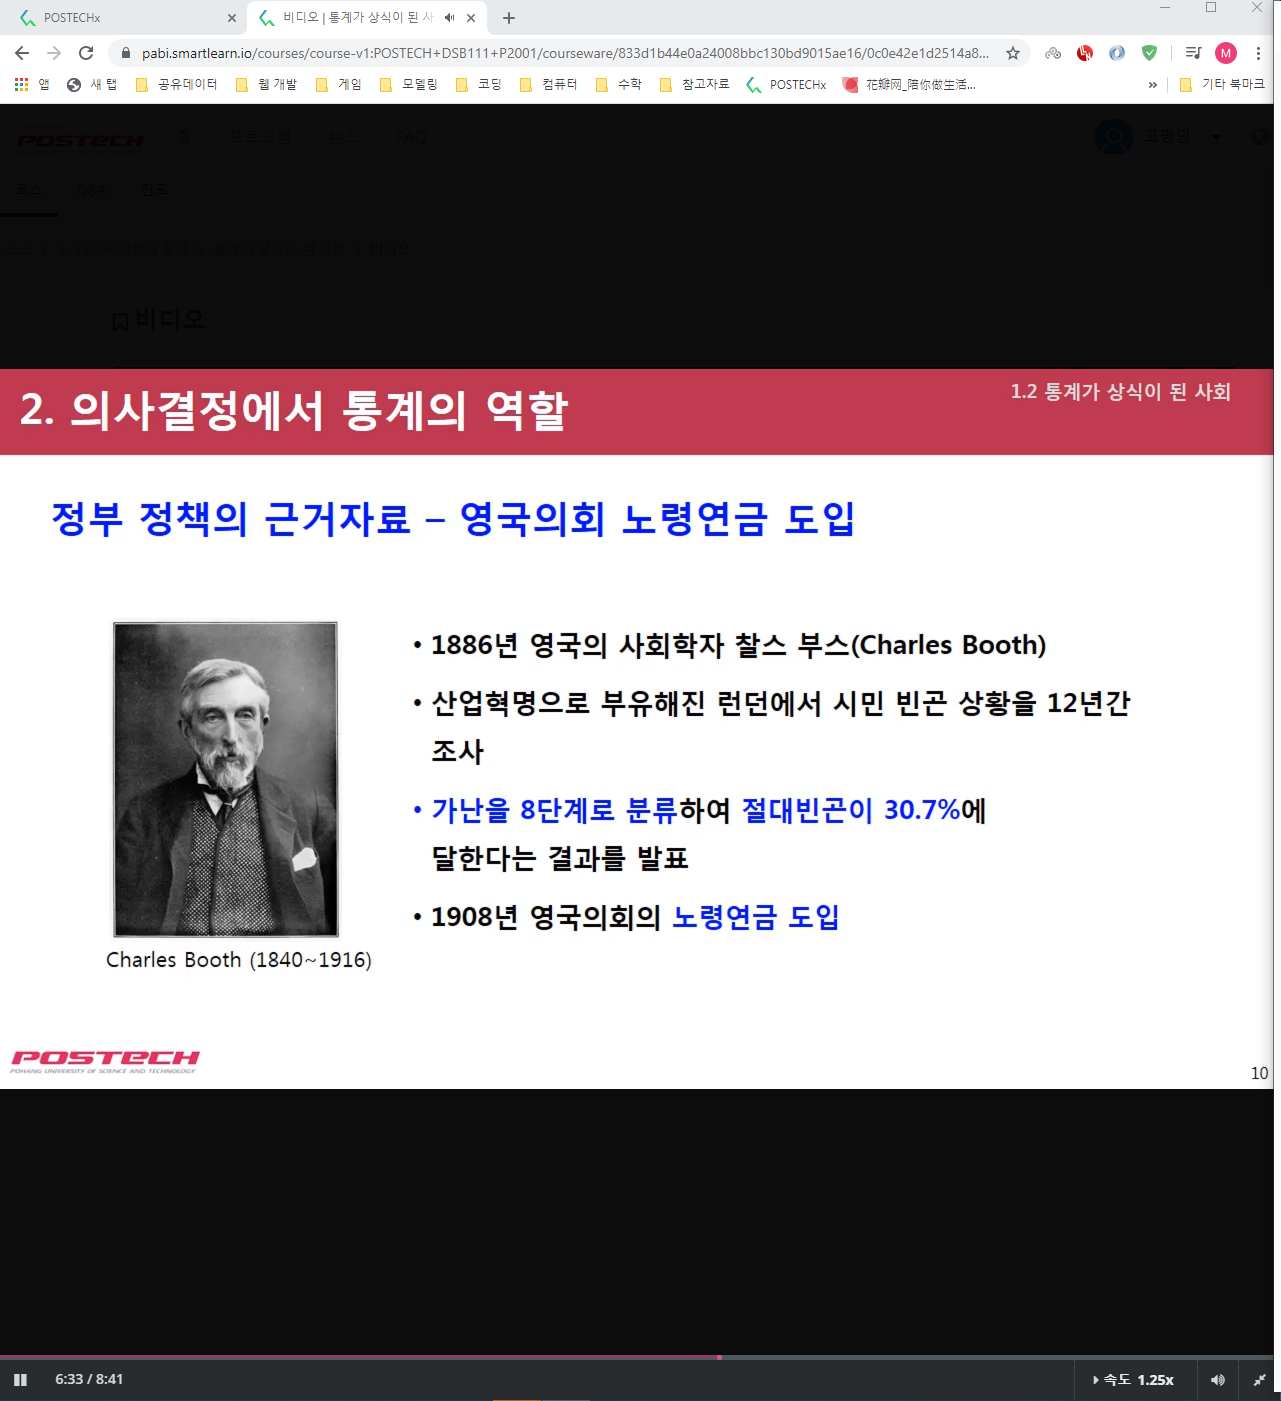 POSTECHx
비디오 | 통계가 상식이 된 사
pabi.smartlearn.io/courses/course-v1:POSTECH+DSB111+P2001/courseware/833d1b44e0a24008bbc130bd9015ae16/0c0e42e1d2514a8...
M
앱 새 탭 공유데이터 웹 개발 게임 모델링 코딩 컴퓨터 수학 참고자료 POSTECHx 花瓣网_陪你做生活... » 기타 북마크
POSTECH 홈 프로그램 뉴스 FAQ 고명인
코스 Q&A 진도
비디오
비디오
2. 의사결정에서 통계의 역할
1.2 통계가 상식이 된 사회
정부 정책의 근거자료 – 영국의회 노령연금 도입
• 1886년 영국의 사회학자 찰스 부스(Charles Booth)
• 산업혁명으로 부유해진 런던에서 시민 빈곤 상황을 12년간
조사
• 가난을 8단계로 분류하여 절대빈곤이 30.7%에
달한다는 결과를 발표
• 1908년 영국의회의 노령연금 도입
Charles Booth (1840~1916)
POSTECH
POHANG UNIVERSITY OF SCIENCE AND TECHNOLOGY
10
6:33 / 8:41
속도 1.25x